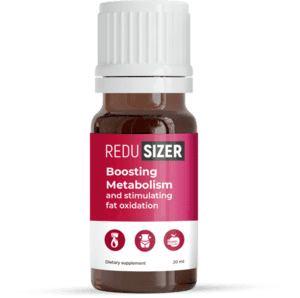 REDU SIZER
Boosting
Metabolism
and stimulating
fat oxidation
Dietary supplement 20 ml